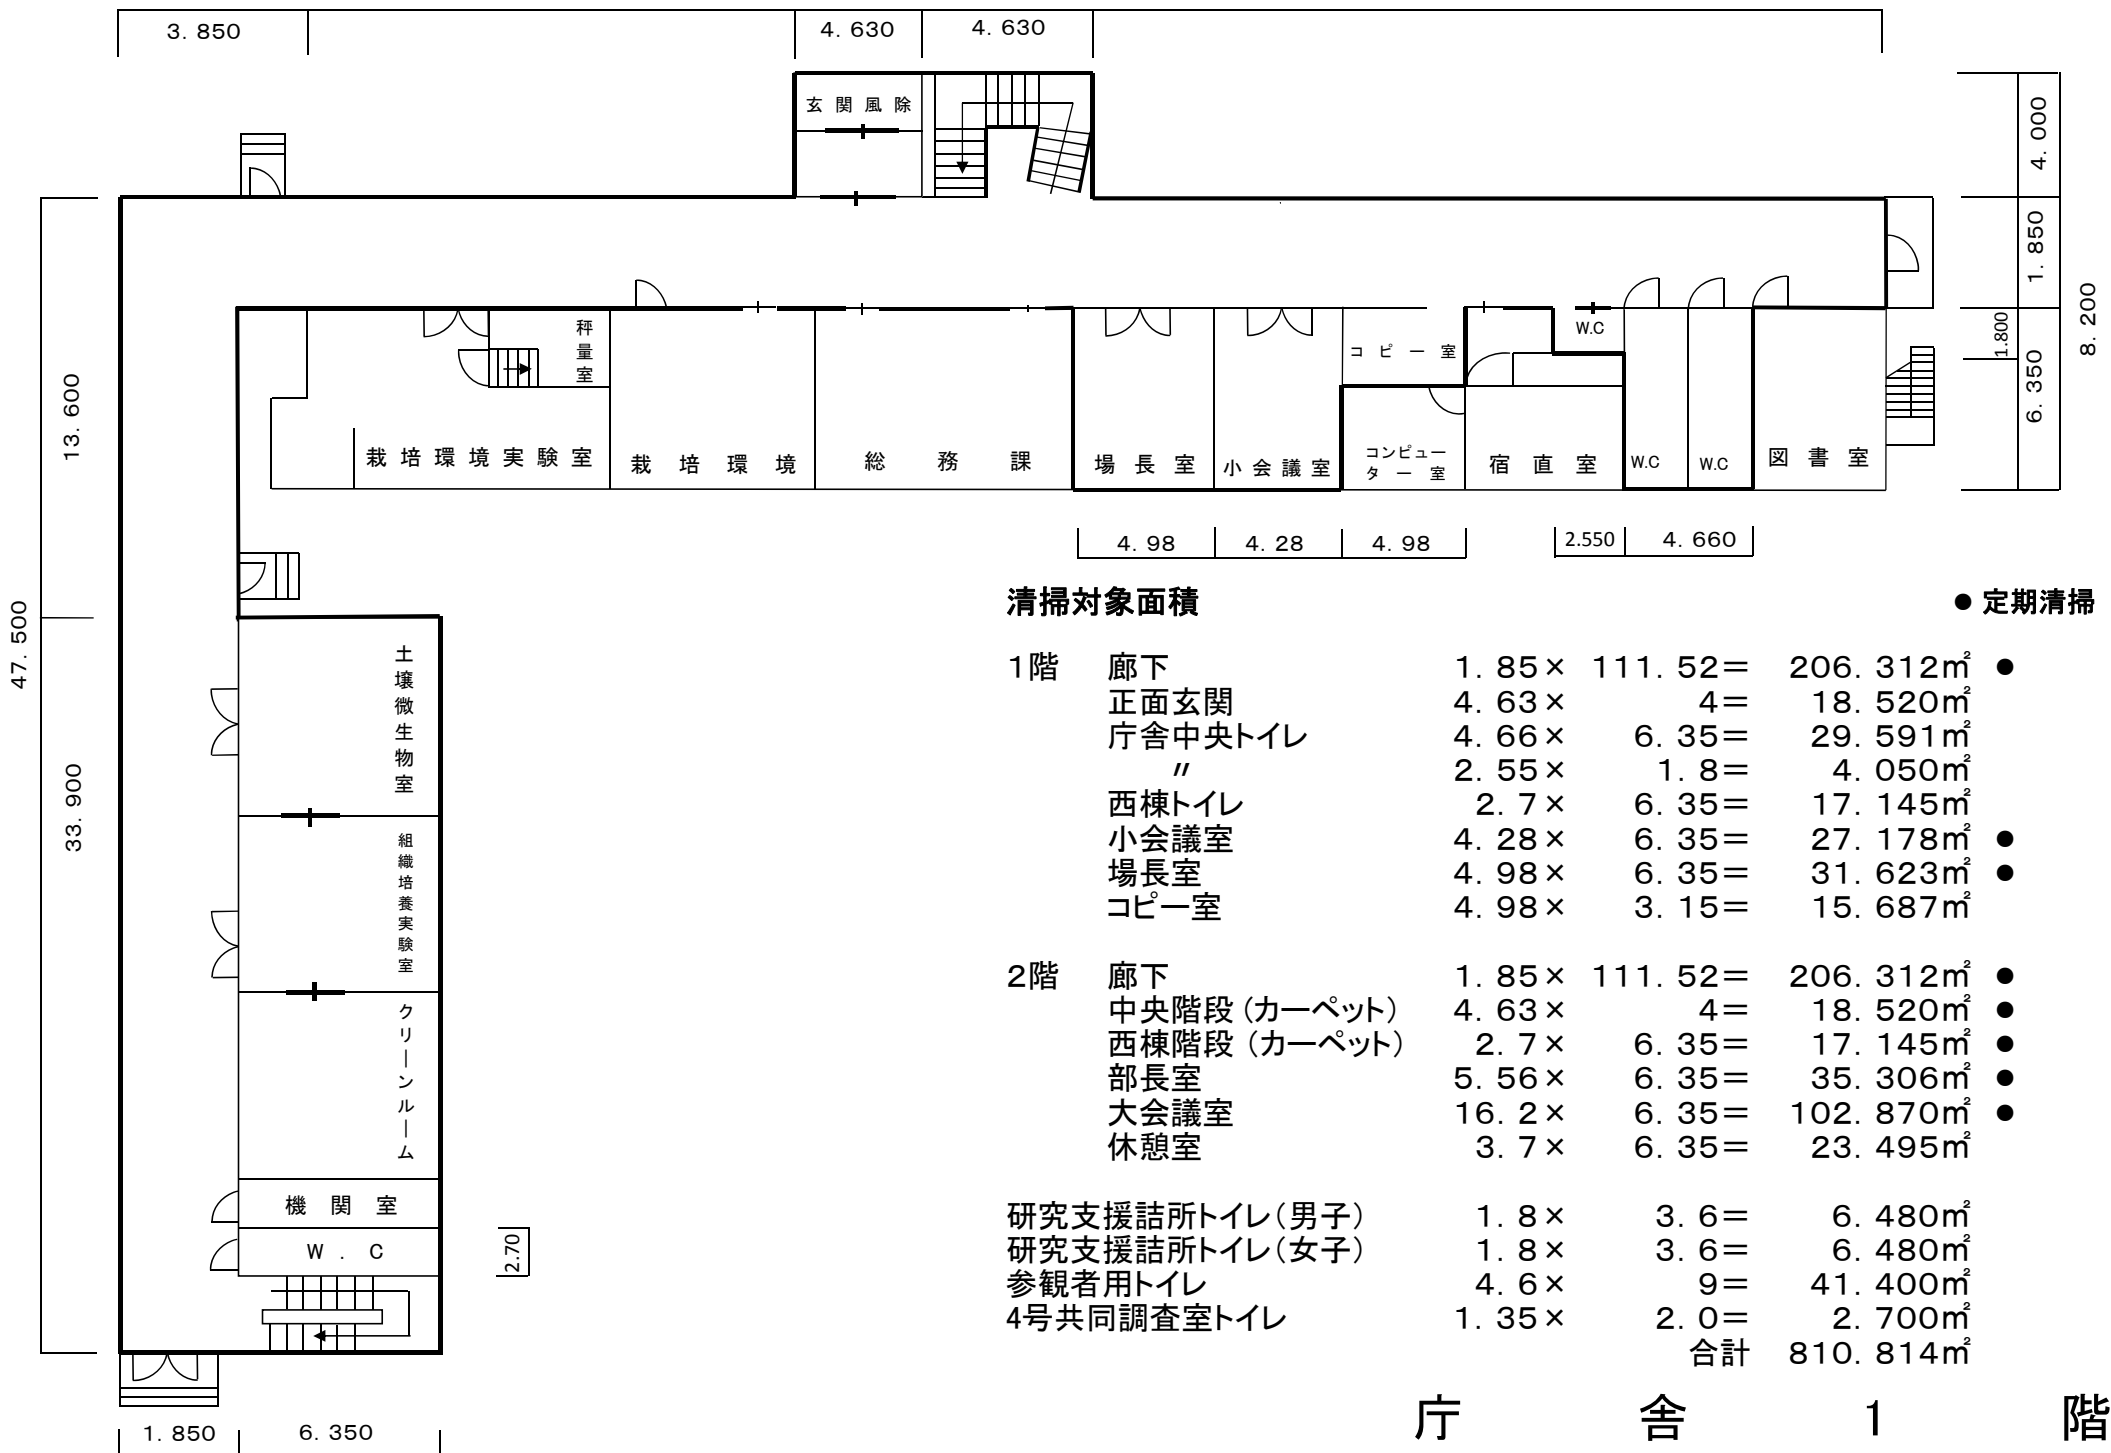 3. 850
4. 630
4. 630
玄関風除
4. 000
1. 850
8. 200
1.800
6. 350
13. 600
47. 500
33. 900
秤量室
W.C
コピー室
栽培環境実験室
栽培環境
総務課
場長室
小会議室
コンピューター室
宿直室
W.C
W.C
図書室
4. 98
4. 28
4. 98
2.550
4. 660
土壌微生物室
組織培養実験室
クリーンルーム
機関室
W . C
2.70
1. 850
6. 350
清掃対象面積 ● 定期清掃
1階 廊下 1. 85× 111. 52= 206. 312㎡ ●
正面玄関 4. 63× 4= 18. 520㎡
庁舎中央トイレ 4. 66× 6. 35= 29. 591㎡
〃 2. 55× 1. 8= 4. 050㎡
西棟トイレ 2. 7× 6. 35= 17. 145㎡
小会議室 4. 28× 6. 35= 27. 178㎡ ●
場長室 4. 98× 6. 35= 31. 623㎡ ●
コピー室 4. 98× 3. 15= 15. 687㎡
2階 廊下 1. 85× 111. 52= 206. 312㎡ ●
中央階段（カーペット） 4. 63× 4= 18. 520㎡ ●
西棟階段（カーペット） 2. 7× 6. 35= 17. 145㎡ ●
部長室 5. 56× 6. 35= 35. 306㎡ ●
大会議室 16. 2× 6. 35= 102. 870㎡ ●
休憩室 3. 7× 6. 35= 23. 495㎡
研究支援詰所トイレ（男子） 1. 8× 3. 6= 6. 480㎡
研究支援詰所トイレ（女子） 1. 8× 3. 6= 6. 480㎡
参観者用トイレ 4. 6× 9= 41. 400㎡
4号共同調査室トイレ 1. 35× 2. 0= 2. 700㎡
合計 810. 814㎡
庁舎1階